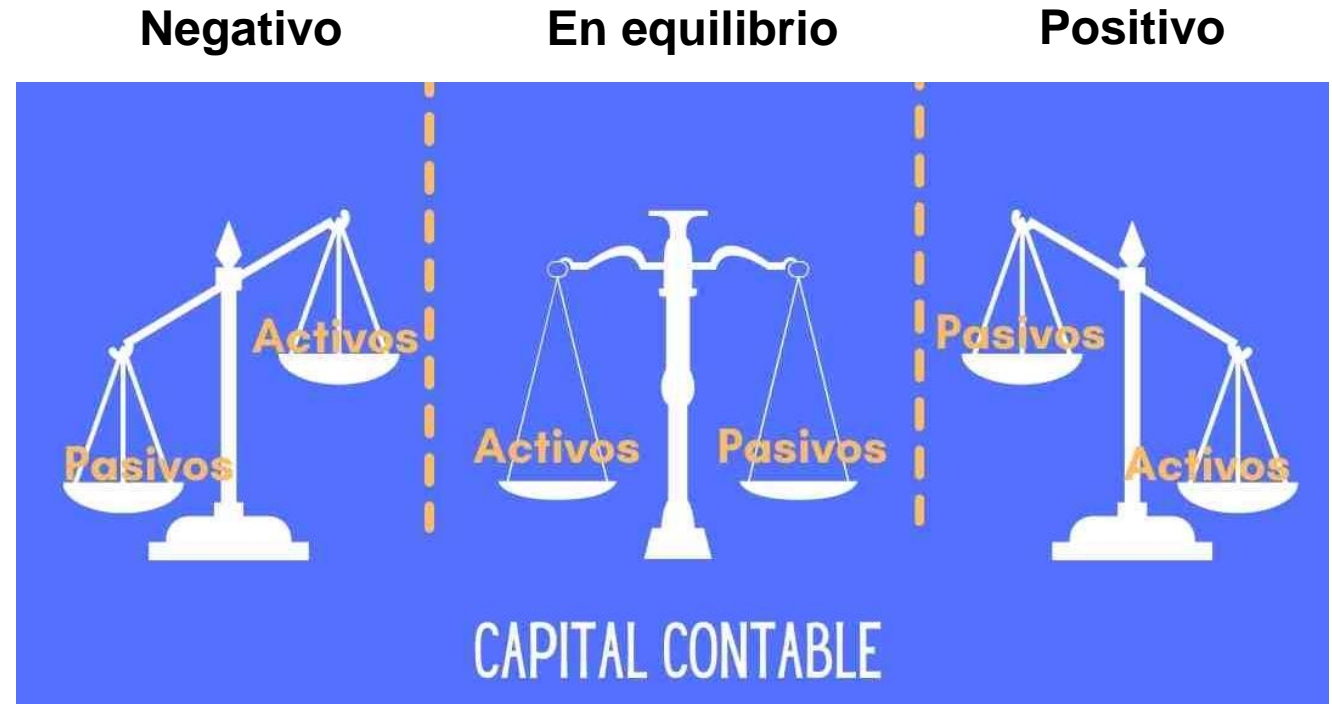 Negativo
En equilibrio
Positivo
Activos
Pasivos
Activos
Pasivos
Pasivos
Activos
CAPITAL CONTABLE